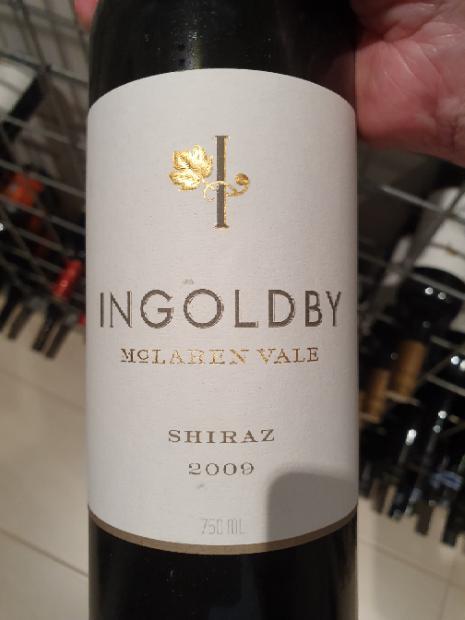 I
INGOLDBY
McLAREN VALE
SHIRAZ
2009
750 ML